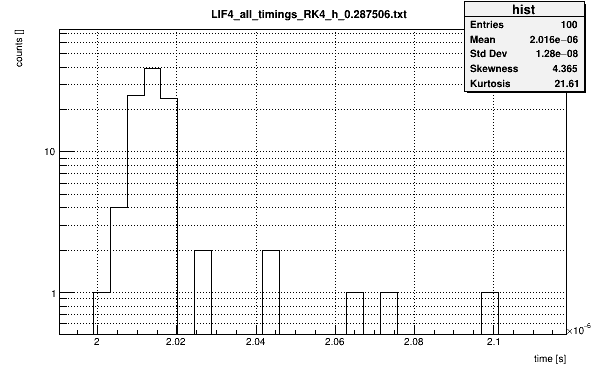 LIF4_all_timings_RK4_h_0.287506.txt
hist
Entries 100
Mean 2.016e−06
Std Dev 1.28e−08
Skewness 4.365
Kurtosis 21.61
counts []
10
1
2 2.02 2.04 2.06 2.08 2.1
×10⁻⁶
time [s]